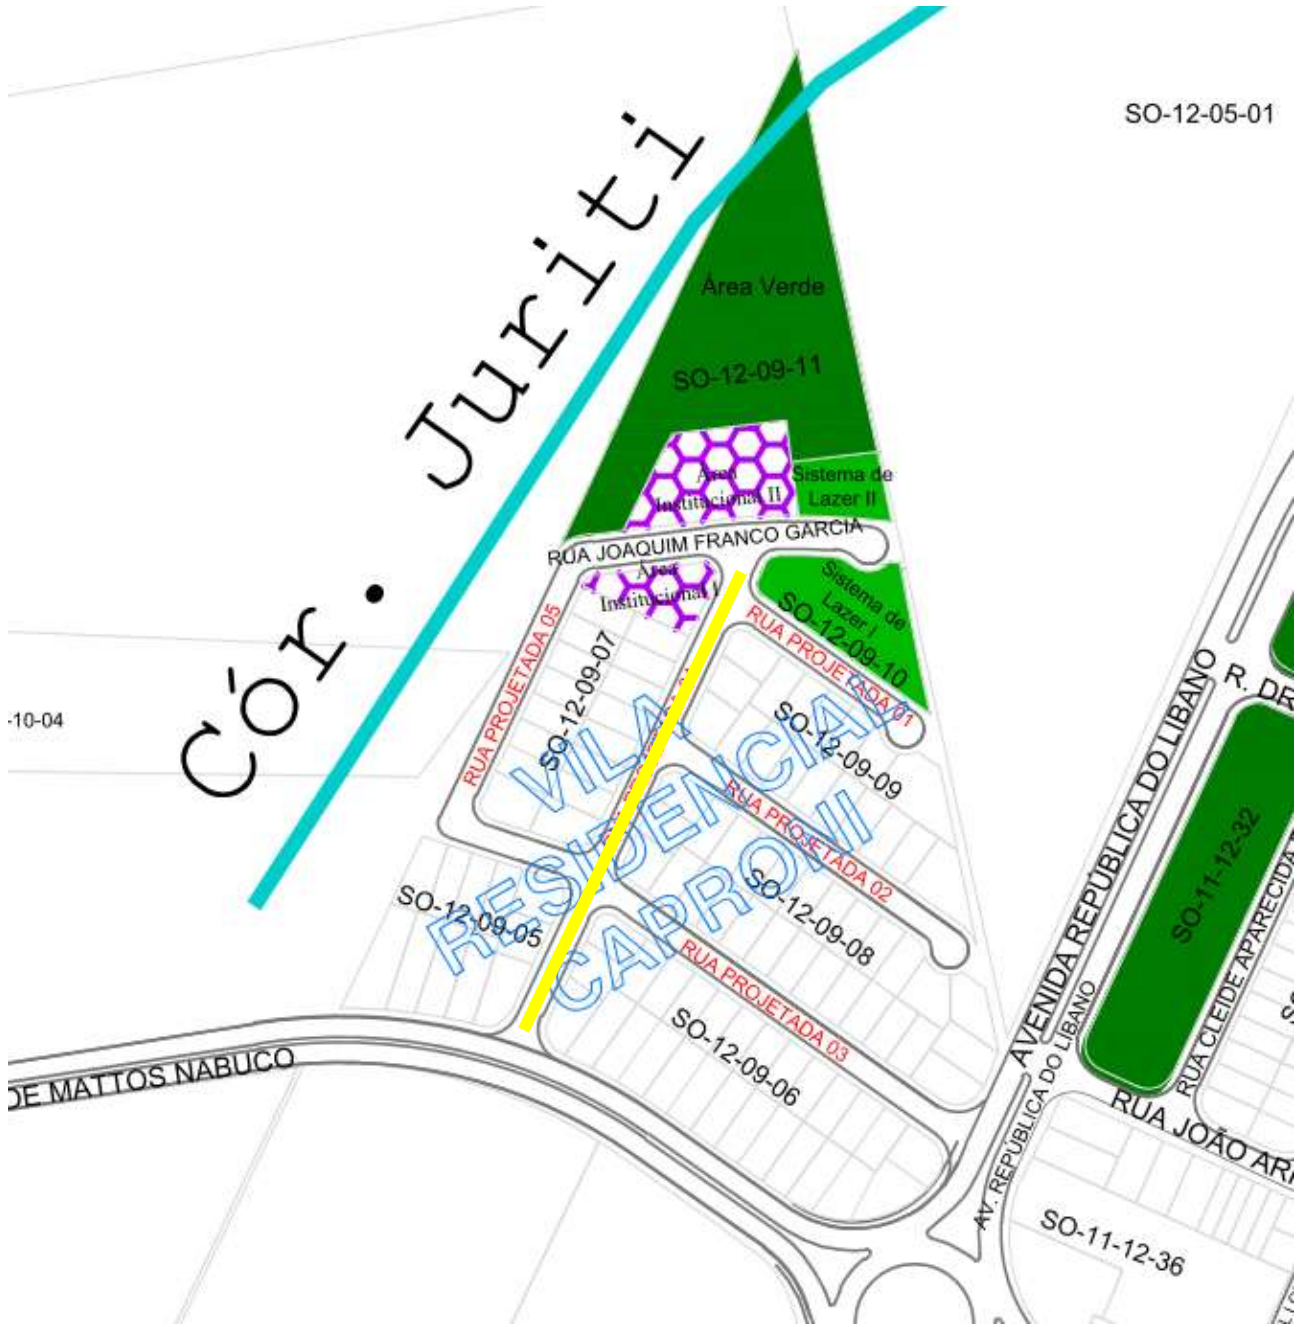 SO-12-05-01
Cór. Juriti
Área Verde
SO-12-09-11
Área
Institucional II
Sistema de
Lazer II
RUA JOAQUIM FRANCO GARCIA
Área
Institucional I
Sistema de
Lazer I
SO-12-09-10
RUA PROJETADA 05
SO-12-09-07
RUA PROJETADA 01
SO-12-09-09
-10-04
VILA
RESIDENCIAL
CAPRONI
RUA PROJETADA 02
SO-12-09-08
SO-12-09-05
RUA PROJETADA 03
SO-12-09-06
DE MATTOS NABUCO
AVENIDA REPÚBLICA DO LIBANO
AV. REPÚBLICA DO LIBANO
R. DR
SO-11-12-32
RUA CLEIDE APARECIDA
RUA JOÃO ARR
SO-11-12-36